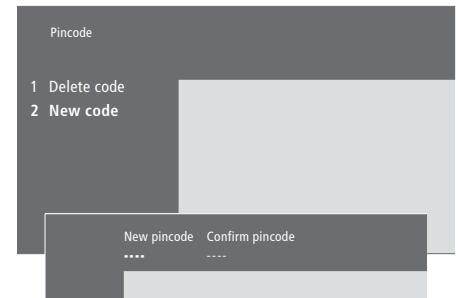 Pincode
1 Delete code
2 New code
New pincode Confirm pincode
•••• ----